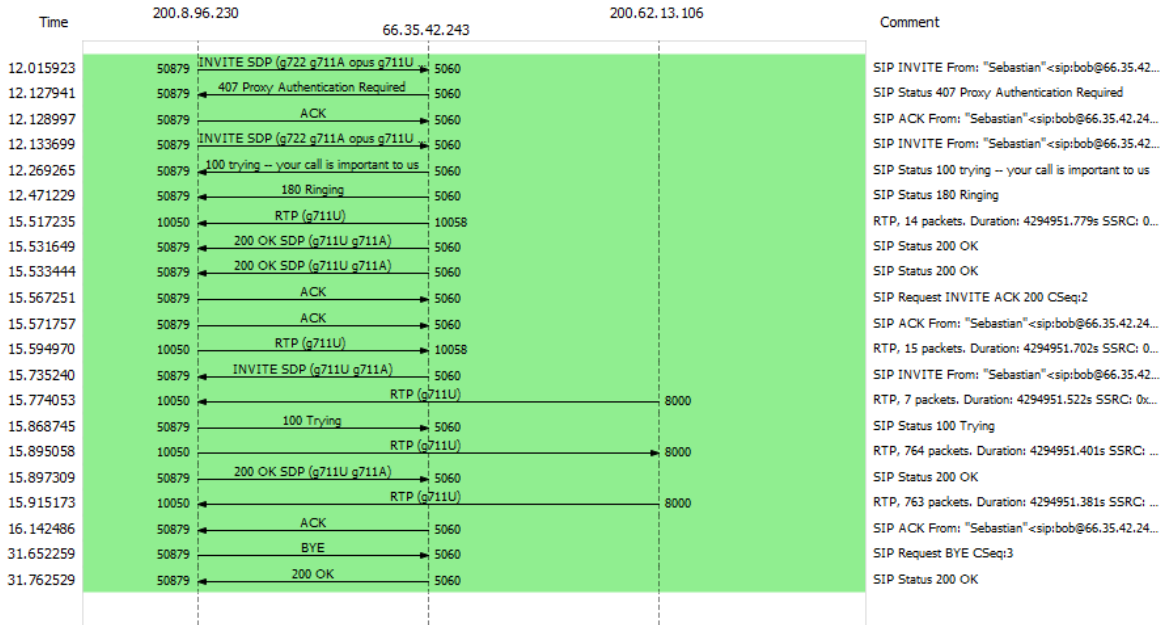 Time 200.8.96.230 66.35.42.243 200.62.13.106 Comment
12.015923 50879 INVITE SDP (g722 g711A opus g711U ... 5060 SIP INVITE From: "Sebastian"<sip:bob@66.35.42...
12.127941 50879 407 Proxy Authentication Required 5060 SIP Status 407 Proxy Authentication Required
12.128997 50879 ACK 5060 SIP ACK From: "Sebastian"<sip:bob@66.35.42.24...
12.133699 50879 INVITE SDP (g722 g711A opus g711U ... 5060 SIP INVITE From: "Sebastian"<sip:bob@66.35.42...
12.269265 50879 100 trying -- your call is important to us 5060 SIP Status 100 trying -- your call is important to us
12.471229 50879 180 Ringing 5060 SIP Status 180 Ringing
15.517235 10050 RTP (g711U) 10058 RTP, 14 packets. Duration: 4294951.779s SSRC: 0...
15.531649 50879 200 OK SDP (g711U g711A) 5060 SIP Status 200 OK
15.533444 50879 200 OK SDP (g711U g711A) 5060 SIP Status 200 OK
15.567251 50879 ACK 5060 SIP Request INVITE ACK 200 CSeq:2
15.571757 50879 ACK 5060 SIP ACK From: "Sebastian"<sip:bob@66.35.42.24...
15.594970 10050 RTP (g711U) 10058 RTP, 15 packets. Duration: 4294951.702s SSRC: 0...
15.735240 50879 INVITE SDP (g711U g711A) 5060 SIP INVITE From: "Sebastian"<sip:bob@66.35.42...
15.774053 10050 RTP (g711U) 8000 RTP, 7 packets. Duration: 4294951.522s SSRC: 0x...
15.868745 50879 100 Trying 5060 SIP Status 100 Trying
15.895058 10050 RTP (g711U) 8000 RTP, 764 packets. Duration: 4294951.401s SSRC: ...
15.897309 50879 200 OK SDP (g711U g711A) 5060 SIP Status 200 OK
15.915173 10050 RTP (g711U) 8000 RTP, 763 packets. Duration: 4294951.381s SSRC: ...
16.142486 50879 ACK 5060 SIP ACK From: "Sebastian"<sip:bob@66.35.42.24...
31.652259 50879 BYE 5060 SIP Request BYE CSeq:3
31.762529 50879 200 OK 5060 SIP Status 200 OK